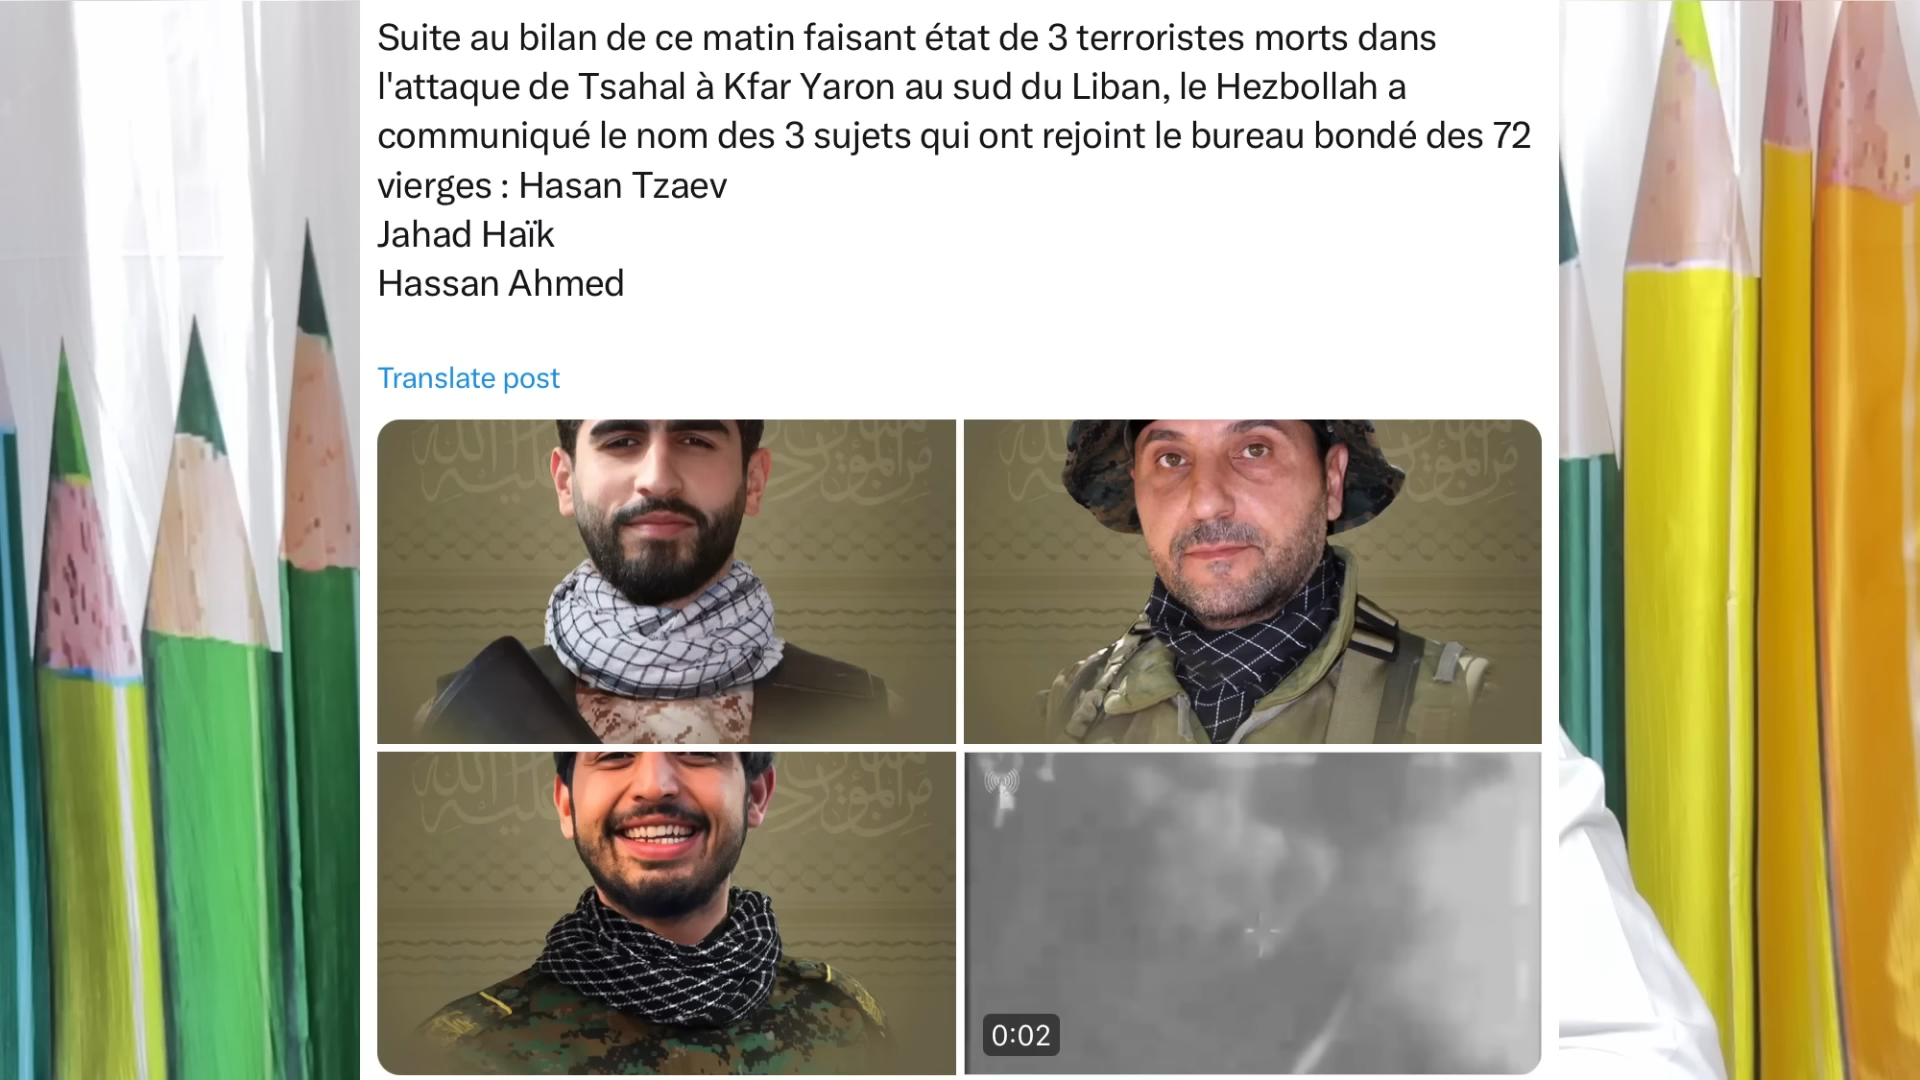 Suite au bilan de ce matin faisant état de 3 terroristes morts dans
l'attaque de Tsahal à Kfar Yaron au sud du Liban, le Hezbollah a
communiqué le nom des 3 sujets qui ont rejoint le bureau bondé des 72
vierges : Hasan Tzaev
Jahad Haïk
Hassan Ahmed
Translate post
0:02